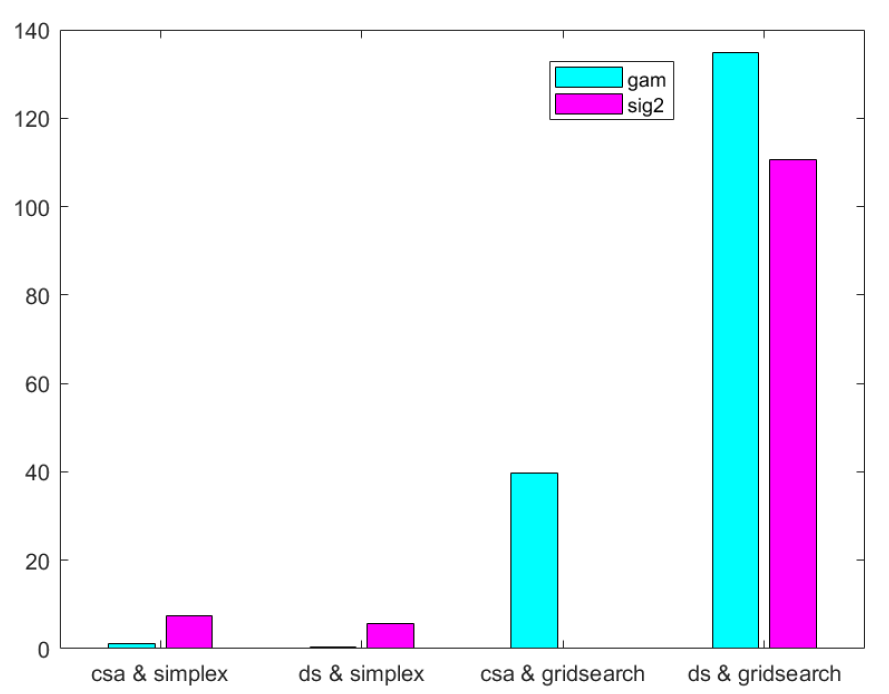 140
120
100
80
60
40
20
0
gam
sig2
csa & simplex
ds & simplex
csa & gridsearch
ds & gridsearch